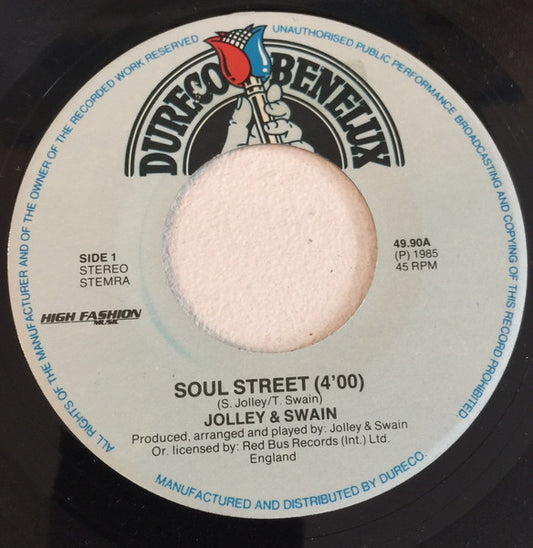 ALL RIGHTS OF THE MANUFACTURER AND OF THE OWNER OF THE RECORDED WORK RESERVED
UNAUTHORISED PUBLIC PERFORMANCE BROADCASTING AND COPYING OF THIS RECORD PROHIBITED
DURECO BENELUX
SIDE 1
STEREO
STEMRA
49.90A
(P) 1985
45 RPM
HIGH FASHION
MUSIC
SOUL STREET (4'00)
(S. Jolley/T. Swain)
JOLLEY & SWAIN
Produced, arranged and played by: Jolley & Swain
Or. licensed by: Red Bus Records (Int.) Ltd.
England
MANUFACTURED AND DISTRIBUTED BY DURECO.